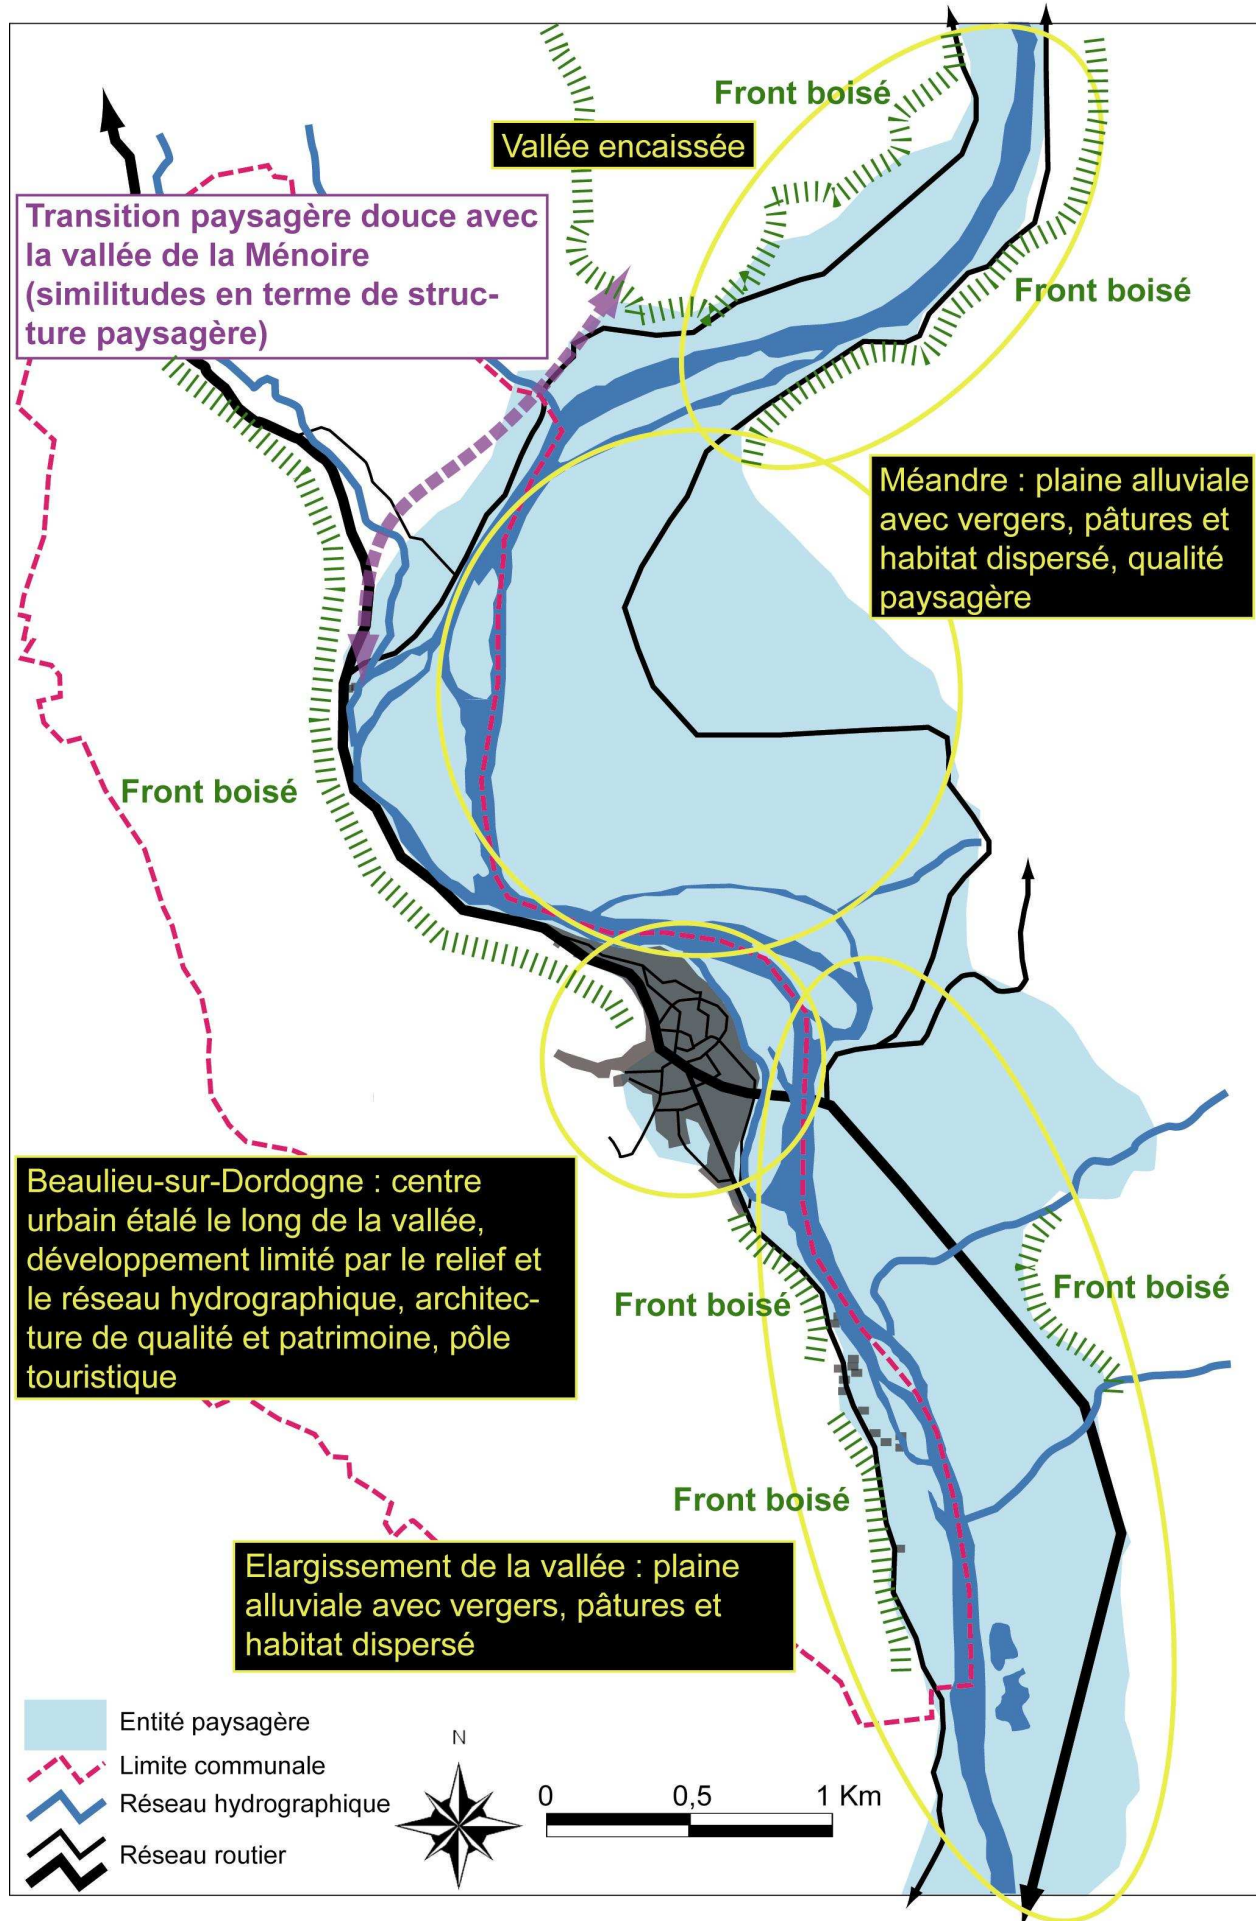 Front boisé
Vallée encaissée
Transition paysagère douce avec
la vallée de la Ménoire
(similitudes en terme de struc-
ture paysagère)
Front boisé
Méandre : plaine alluviale
avec vergers, pâtures et
habitat dispersé, qualité
paysagère
Front boisé
Beaulieu-sur-Dordogne : centre
urbain étalé le long de la vallée,
développement limité par le relief et
le réseau hydrographique, architec-
ture de qualité et patrimoine, pôle
touristique
Front boisé
Front boisé
Front boisé
Elargissement de la vallée : plaine
alluviale avec vergers, pâtures et
habitat dispersé
Entité paysagère
Limite communale
Réseau hydrographique
Réseau routier
N
0 0,5 1 Km